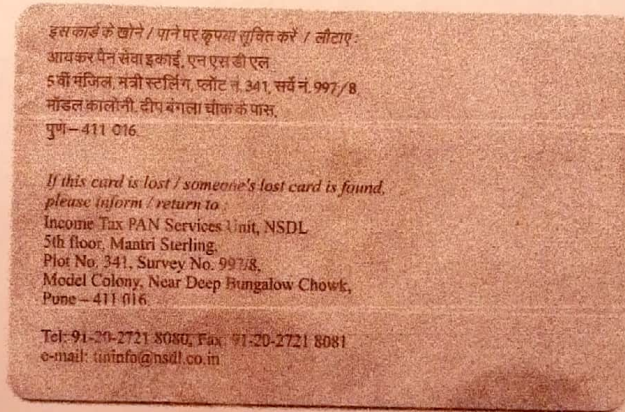 इस कार्ड के खोने / पाने पर कृपया सूचित करें / लौटाएं :
आयकर पैन सेवा इकाई, एन एस डी एल
5 वीं मंजिल, मंत्री स्टर्लिंग, प्लॉट नं. 341, सर्वे नं. 997/8,
मॉडल कालोनी, दीप बंगला चौक के पास,
पुणे – 411 016.
If this card is lost / someone's lost card is found,
please inform / return to :
Income Tax PAN Services Unit, NSDL
5th floor, Mantri Sterling,
Plot No. 341, Survey No. 997/8,
Model Colony, Near Deep Bungalow Chowk,
Pune – 411 016.
Tel: 91-20-2721 8080, Fax: 91-20-2721 8081
e-mail: tininfo@nsdl.co.in